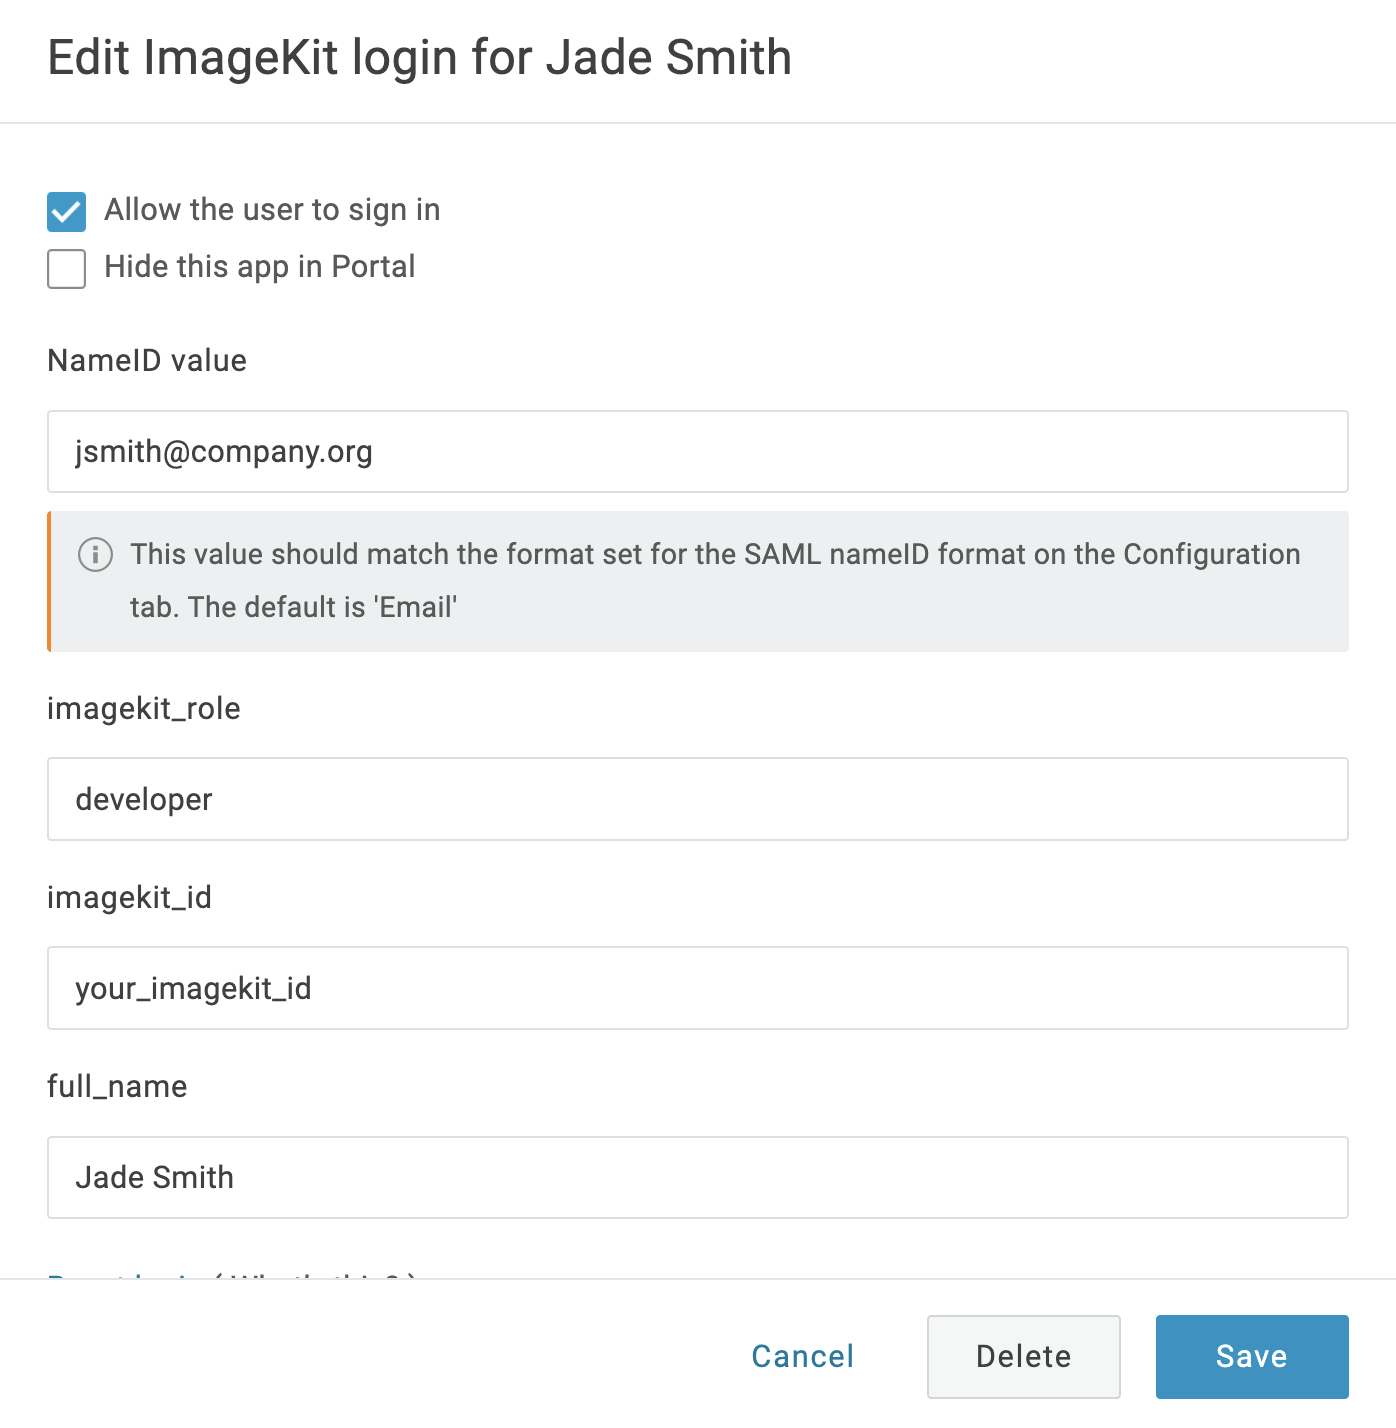 Edit ImageKit login for Jade Smith
Allow the user to sign in
Hide this app in Portal
NameID value
jsmith@company.org
This value should match the format set for the SAML nameID format on the Configuration
tab. The default is 'Email'
imagekit_role
developer
imagekit_id
your_imagekit_id
full_name
Jade Smith
Cancel
Delete
Save